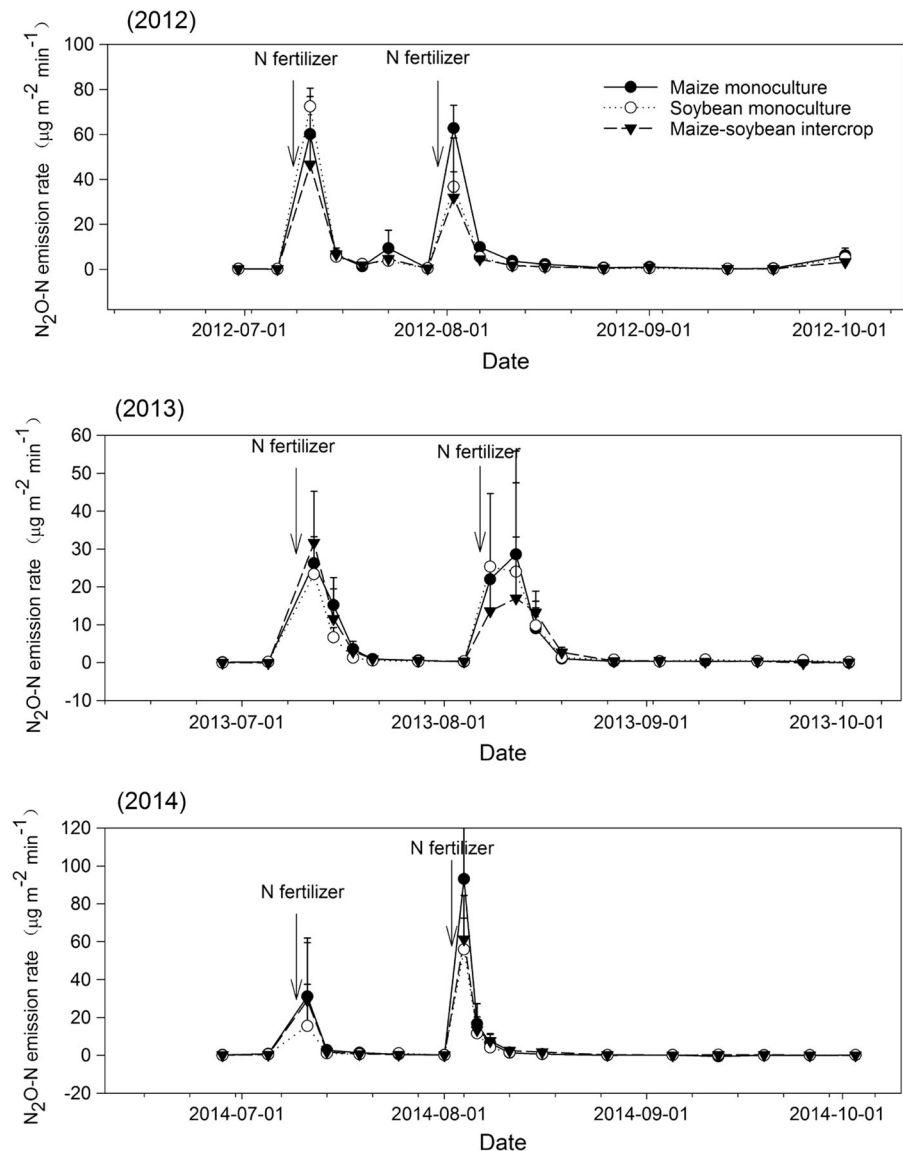 (2012)
N₂O-N emission rate（μg m⁻² min⁻¹）
100
80
60
40
20
0
N fertilizer
N fertilizer
Maize monoculture
Soybean monoculture
Maize-soybean intercrop
2012-07-01
2012-08-01
2012-09-01
2012-10-01
Date
(2013)
N₂O-N emission rate（μg m⁻² min⁻¹）
60
50
40
30
20
10
0
-10
N fertilizer
N fertilizer
2013-07-01
2013-08-01
2013-09-01
2013-10-01
Date
(2014)
N₂O-N emission rate（μg m⁻² min⁻¹）
120
100
80
60
40
20
0
-20
N fertilizer
N fertilizer
2014-07-01
2014-08-01
2014-09-01
2014-10-01
Date